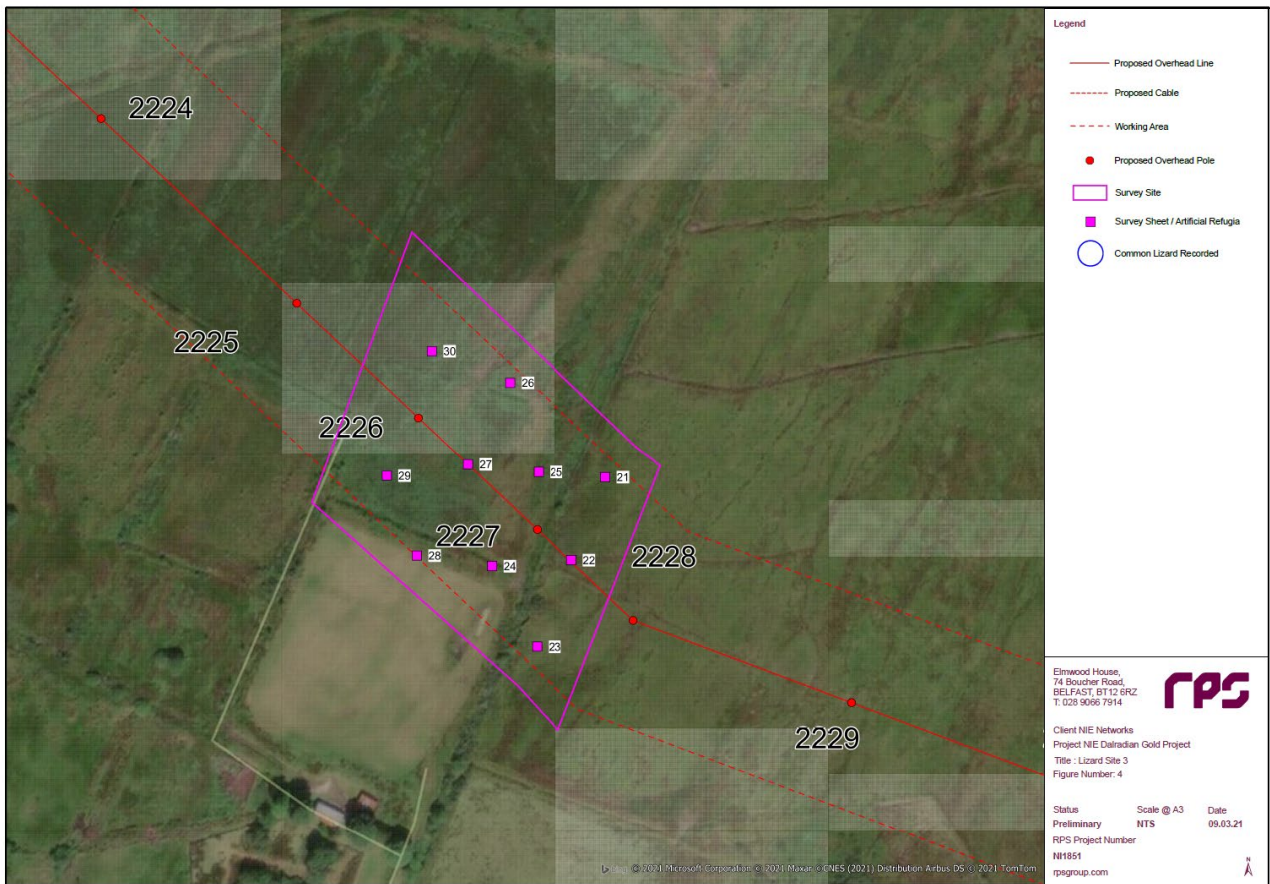 2224
2225
30
26
2226
29
27
25
21
2227
28
24
22
2228
23
2229
© 2021 Microsoft Corporation © 2021 Maxar ©CNES (2021) Distribution Airbus DS © 2021 TomTom
Legend
Proposed Overhead Line
Proposed Cable
Working Area
Proposed Overhead Pole
Survey Site
Survey Sheet / Artificial Refugia
Common Lizard Recorded
Elmwood House,
74 Boucher Road,
BELFAST, BT12 6RZ
T: 028 9066 7914
rps
Client NIE Networks
Project NIE Dalradian Gold Project
Title : Lizard Site 3
Figure Number: 4
Status Scale @ A3 Date
Preliminary NTS 09.03.21
RPS Project Number
NI1851
rpsgroup.com
N